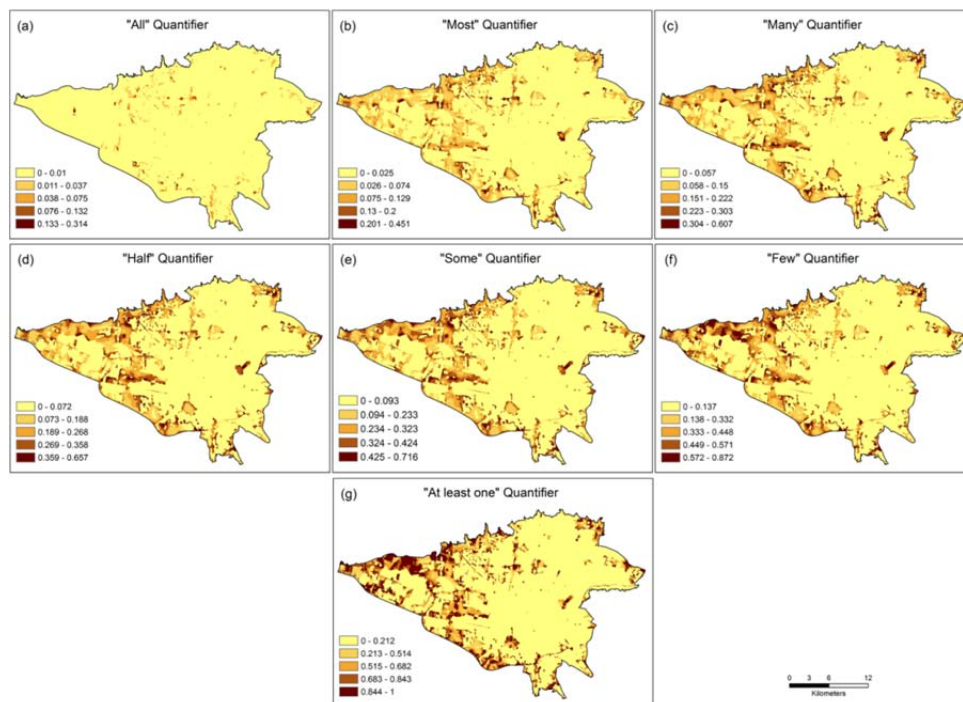 (a) "All" Quantifier
0 - 0.01
0.011 - 0.037
0.038 - 0.075
0.076 - 0.132
0.133 - 0.314
(b) "Most" Quantifier
0 - 0.025
0.026 - 0.074
0.075 - 0.129
0.13 - 0.2
0.201 - 0.451
(c) "Many" Quantifier
0 - 0.057
0.058 - 0.15
0.151 - 0.222
0.223 - 0.303
0.304 - 0.607
(d) "Half" Quantifier
0 - 0.072
0.073 - 0.188
0.189 - 0.268
0.269 - 0.358
0.359 - 0.657
(e) "Some" Quantifier
0 - 0.093
0.094 - 0.233
0.234 - 0.323
0.324 - 0.424
0.425 - 0.716
(f) "Few" Quantifier
0 - 0.137
0.138 - 0.332
0.333 - 0.448
0.449 - 0.571
0.572 - 0.872
(g) "At least one" Quantifier
0 - 0.212
0.213 - 0.514
0.515 - 0.682
0.683 - 0.843
0.844 - 1
0 3 6 12
Kilometers